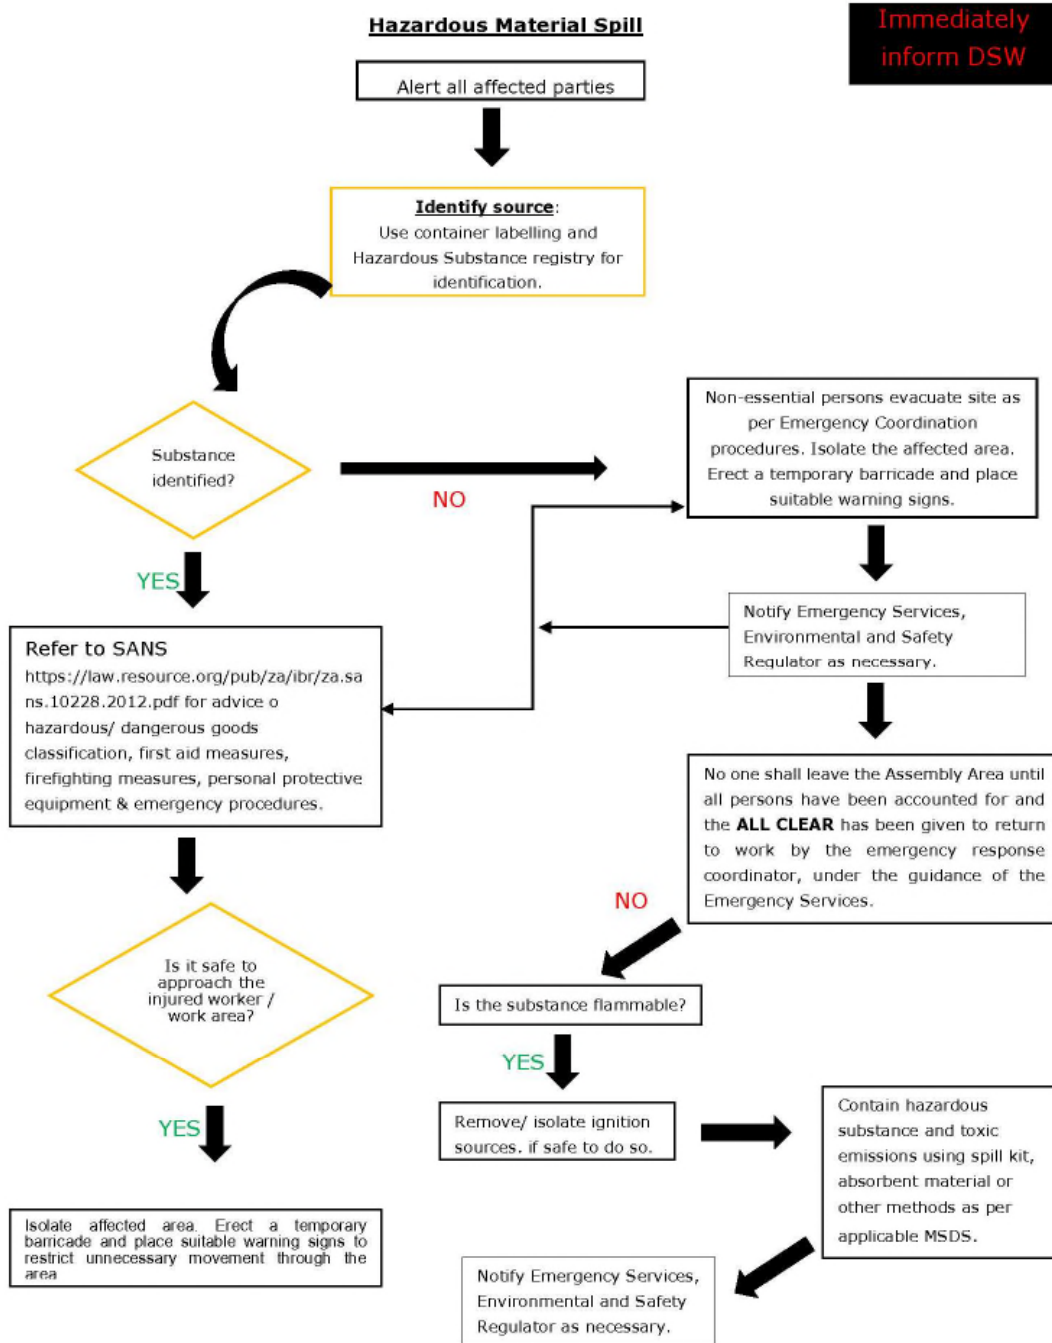 Hazardous Material Spill
Immediately
inform DSW
Alert all affected parties
Identify source:
Use container labelling and
Hazardous Substance registry for
identification.
Substance
identified?
NO
Non-essential persons evacuate site as
per Emergency Coordination
procedures. Isolate the affected area.
Erect a temporary barricade and place
suitable warning signs.
YES
Notify Emergency Services,
Environmental and Safety
Regulator as necessary.
Refer to SANS
https://law.resource.org/pub/za/ibr/za.sa
ns.10228.2012.pdf for advice o
hazardous/ dangerous goods
classification, first aid measures,
firefighting measures, personal protective
equipment & emergency procedures.
No one shall leave the Assembly Area until
all persons have been accounted for and
the ALL CLEAR has been given to return
to work by the emergency response
coordinator, under the guidance of the
Emergency Services.
NO
Is it safe to
approach the
injured worker /
work area?
Is the substance flammable?
YES
Remove/ isolate ignition
sources. if safe to do so.
Contain hazardous
substance and toxic
emissions using spill kit,
absorbent material or
other methods as per
applicable MSDS.
YES
Isolate affected area. Erect a temporary
barricade and place suitable warning signs to
restrict unnecessary movement through the
area
Notify Emergency Services,
Environmental and Safety
Regulator as necessary.